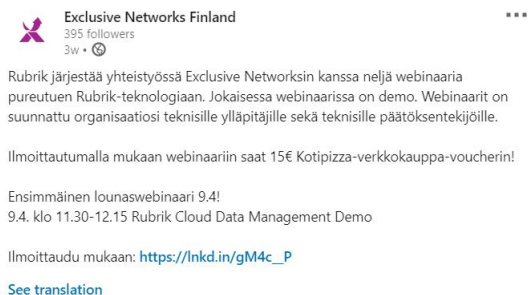 Exclusive Networks Finland
395 followers
3w •
Rubrik järjestää yhteistyössä Exclusive Networksin kanssa neljä webinaaria
pureutuen Rubrik-teknologiaan. Jokaisessa webinaarissa on demo. Webinaarit on
suunnattu organisaatiosi teknisille ylläpitäjille sekä teknisille päätöksentekijöille.
Ilmoittautumalla mukaan webinaariin saat 15€ Kotipizza-verkkokauppa-voucherin!
Ensimmäinen lounaswebinaari 9.4!
9.4. klo 11.30-12.15 Rubrik Cloud Data Management Demo
Ilmoittaudu mukaan: https://lnkd.in/gM4c__P
See translation